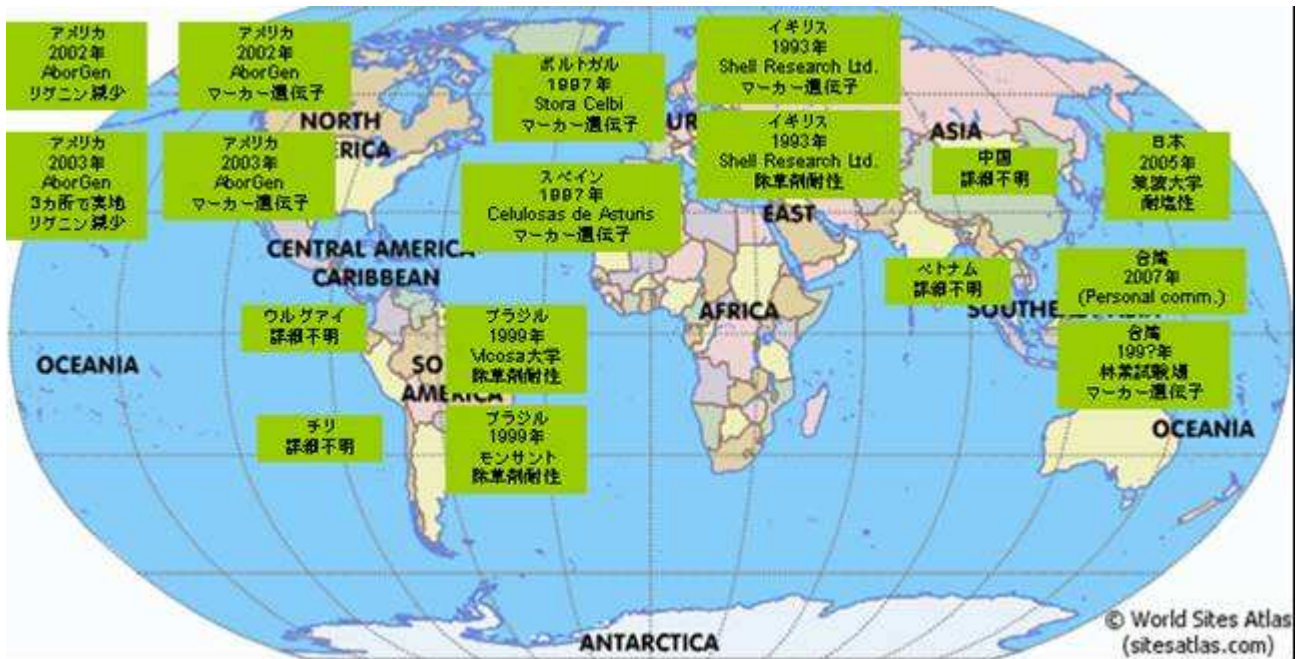 アメリカ
2002年
AborGen
リグニン減少
アメリカ
2002年
AborGen
マーカー遺伝子
ポルトガル
1997年
Stora Celbi
マーカー遺伝子
イギリス
1993年
Shell Research Ltd.
マーカー遺伝子
NORTH
ERICA
アメリカ
2003年
AborGen
3カ所で実地
リグニン減少
アメリカ
2003年
AborGen
マーカー遺伝子
スペイン
1997年
Celulosas de Asturis
マーカー遺伝子
UR
イギリス
1993年
Shell Research Ltd.
除草剤耐性
ASIA
中国
詳細不明
日本
2005年
筑波大学
耐塩性
EAST
CENTRAL AMERICA
CARIBBEAN
ベトナム
詳細不明
台湾
2007年
(Personal comm.)
ウルグアイ
詳細不明
ブラジル
1999年
Vicosa大学
除草剤耐性
AFRICA
SOUTHE
台湾
199?年
林業試験場
マーカー遺伝子
OCEANIA
SO
AMERICA
チリ
詳細不明
ブラジル
1999年
モンサント
除草剤耐性
OCEANIA
ANTARCTICA
© World Sites Atlas
(sitesatlas.com)